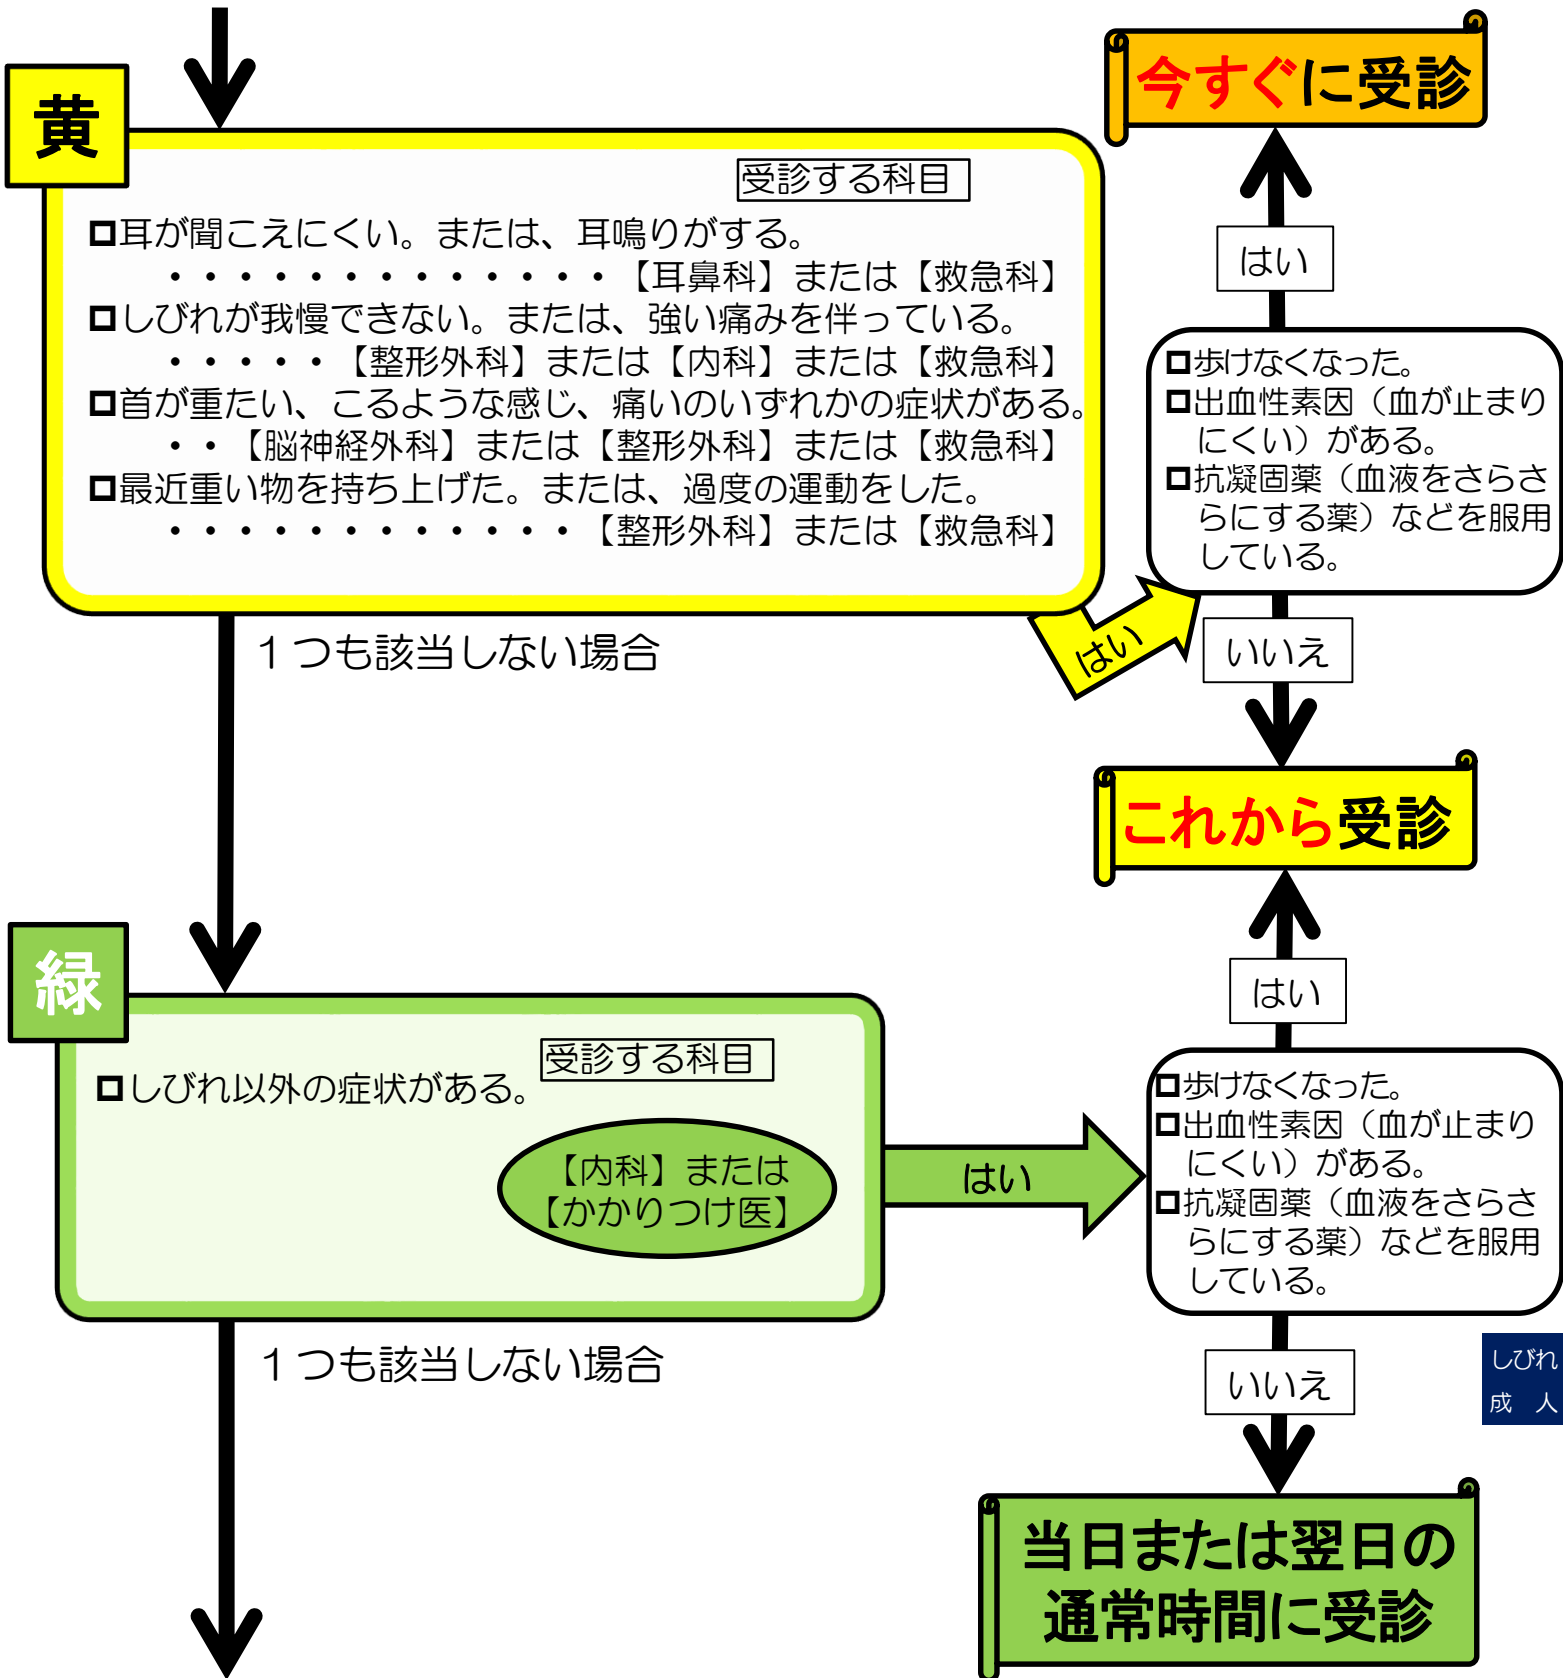 今すぐに受診
黄
受診する科目
はい
□耳が聞こえにくい。または、耳鳴りがする。
・・・・・・・・・・・・・・【耳鼻科】または【救急科】
□しびれが我慢できない。または、強い痛みを伴っている。
・・・・・【整形外科】または【内科】または【救急科】
□首が重たい、こるような感じ、痛いのいずれかの症状がある。
・・【脳神経外科】または【整形外科】または【救急科】
□最近重い物を持ち上げた。または、過度の運動をした。
・・・・・・・・・・・・・【整形外科】または【救急科】
□歩けなくなった。
□出血性素因（血が止まり
にくい）がある。
□抗凝固薬（血液をさらさ
らにする薬）などを服用
している。
１つも該当しない場合
はい
いいえ
これから受診
緑
はい
受診する科目
□しびれ以外の症状がある。
【内科】または
【かかりつけ医】
はい
□歩けなくなった。
□出血性素因（血が止まり
にくい）がある。
□抗凝固薬（血液をさらさ
らにする薬）などを服用
している。
１つも該当しない場合
いいえ
しびれ
成　人
当日または翌日の
通常時間に受診